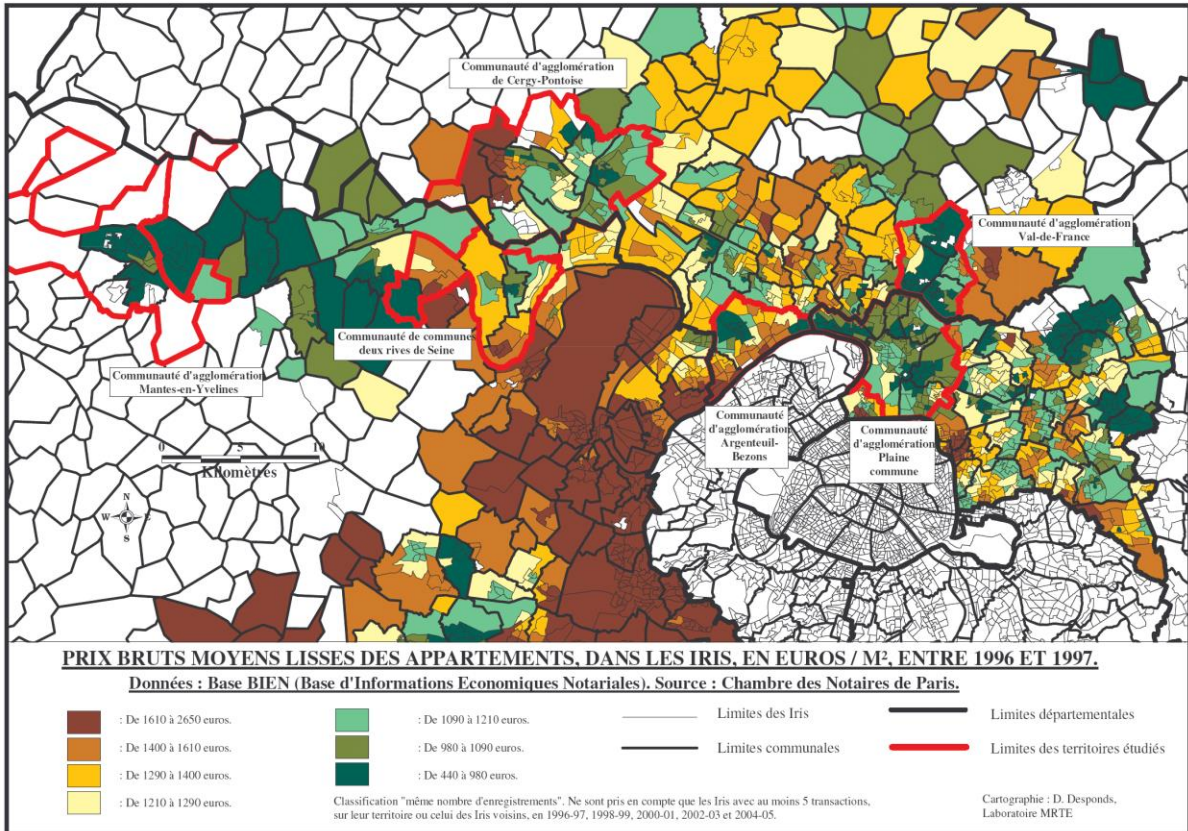 Communauté d'agglomération
de Cergy-Pontoise
Communauté d'agglomération
Val-de-France
Communauté de communes
deux rives de Seine
Communauté d'agglomération
Mantes-en-Yvelines
Communauté
d'agglomération
Argenteuil-
Bezons
Communauté
d'agglomération
Plaine
commune
0 5 10
Kilomètres
N
W E
S
PRIX BRUTS MOYENS LISSES DES APPARTEMENTS, DANS LES IRIS, EN EUROS / M², ENTRE 1996 ET 1997.
Données : Base BIEN (Base d'Informations Economiques Notariales). Source : Chambre des Notaires de Paris.
: De 1610 à 2650 euros.
: De 1400 à 1610 euros.
: De 1290 à 1400 euros.
: De 1210 à 1290 euros.
: De 1090 à 1210 euros.
: De 980 à 1090 euros.
: De 440 à 980 euros.
Limites des Iris
Limites communales
Limites départementales
Limites des territoires étudiés
Classification "même nombre d'enregistrements". Ne sont pris en compte que les Iris avec au moins 5 transactions,
sur leur territoire ou celui des Iris voisins, en 1996-97, 1998-99, 2000-01, 2002-03 et 2004-05.
Cartographie : D. Desponds,
Laboratoire MRTE